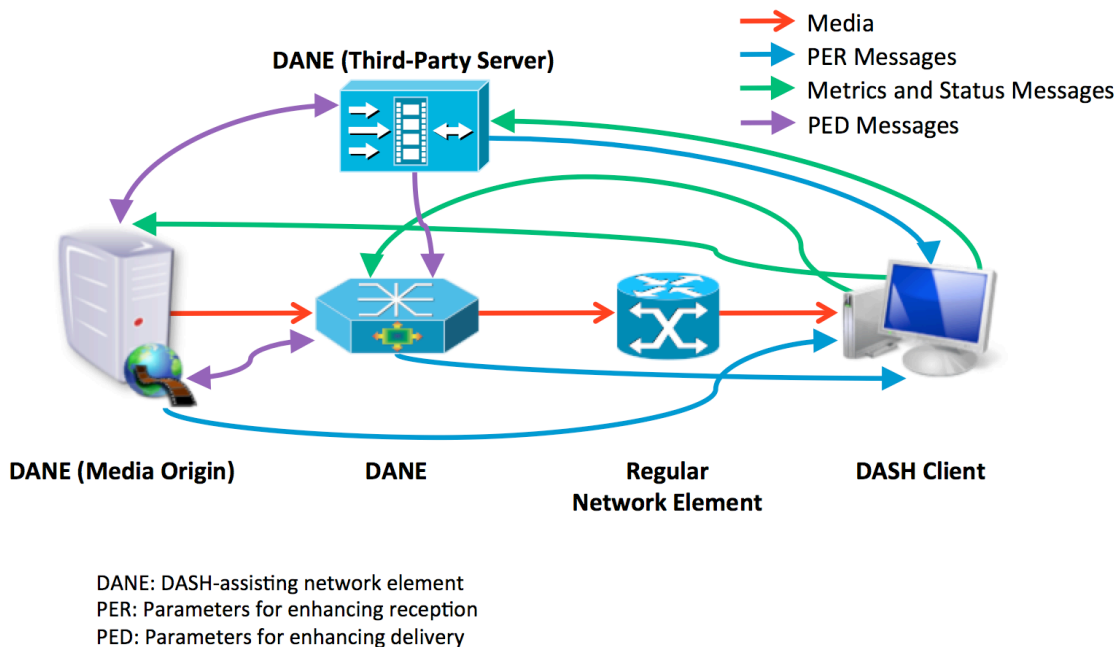 Media
PER Messages
Metrics and Status Messages
PED Messages
DANE (Third-Party Server)
DANE (Media Origin)
DANE
Regular
Network Element
DASH Client
DANE: DASH-assisting network element
PER: Parameters for enhancing reception
PED: Parameters for enhancing delivery